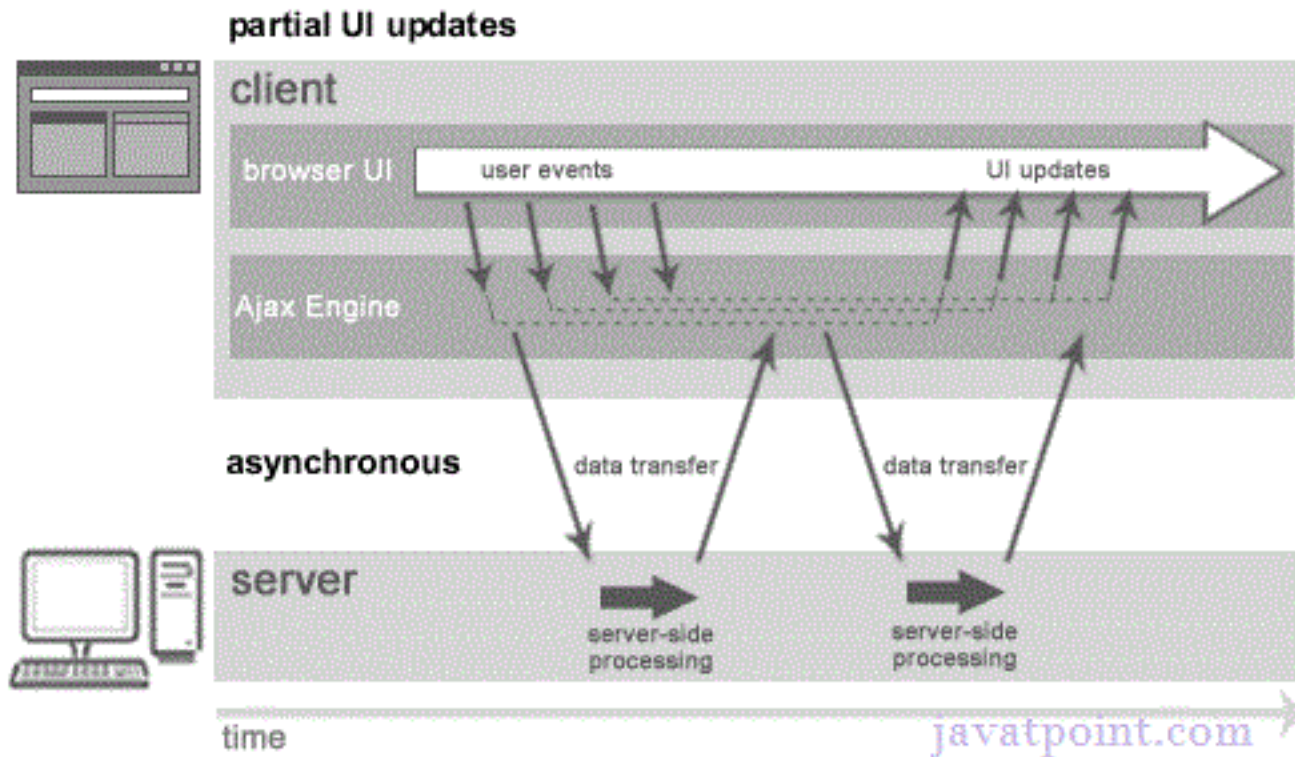 partial UI updates
client
browser UI
user events
UI updates
Ajax Engine
asynchronous
data transfer
data transfer
server
server-side
processing
server-side
processing
time
javatpoint.com